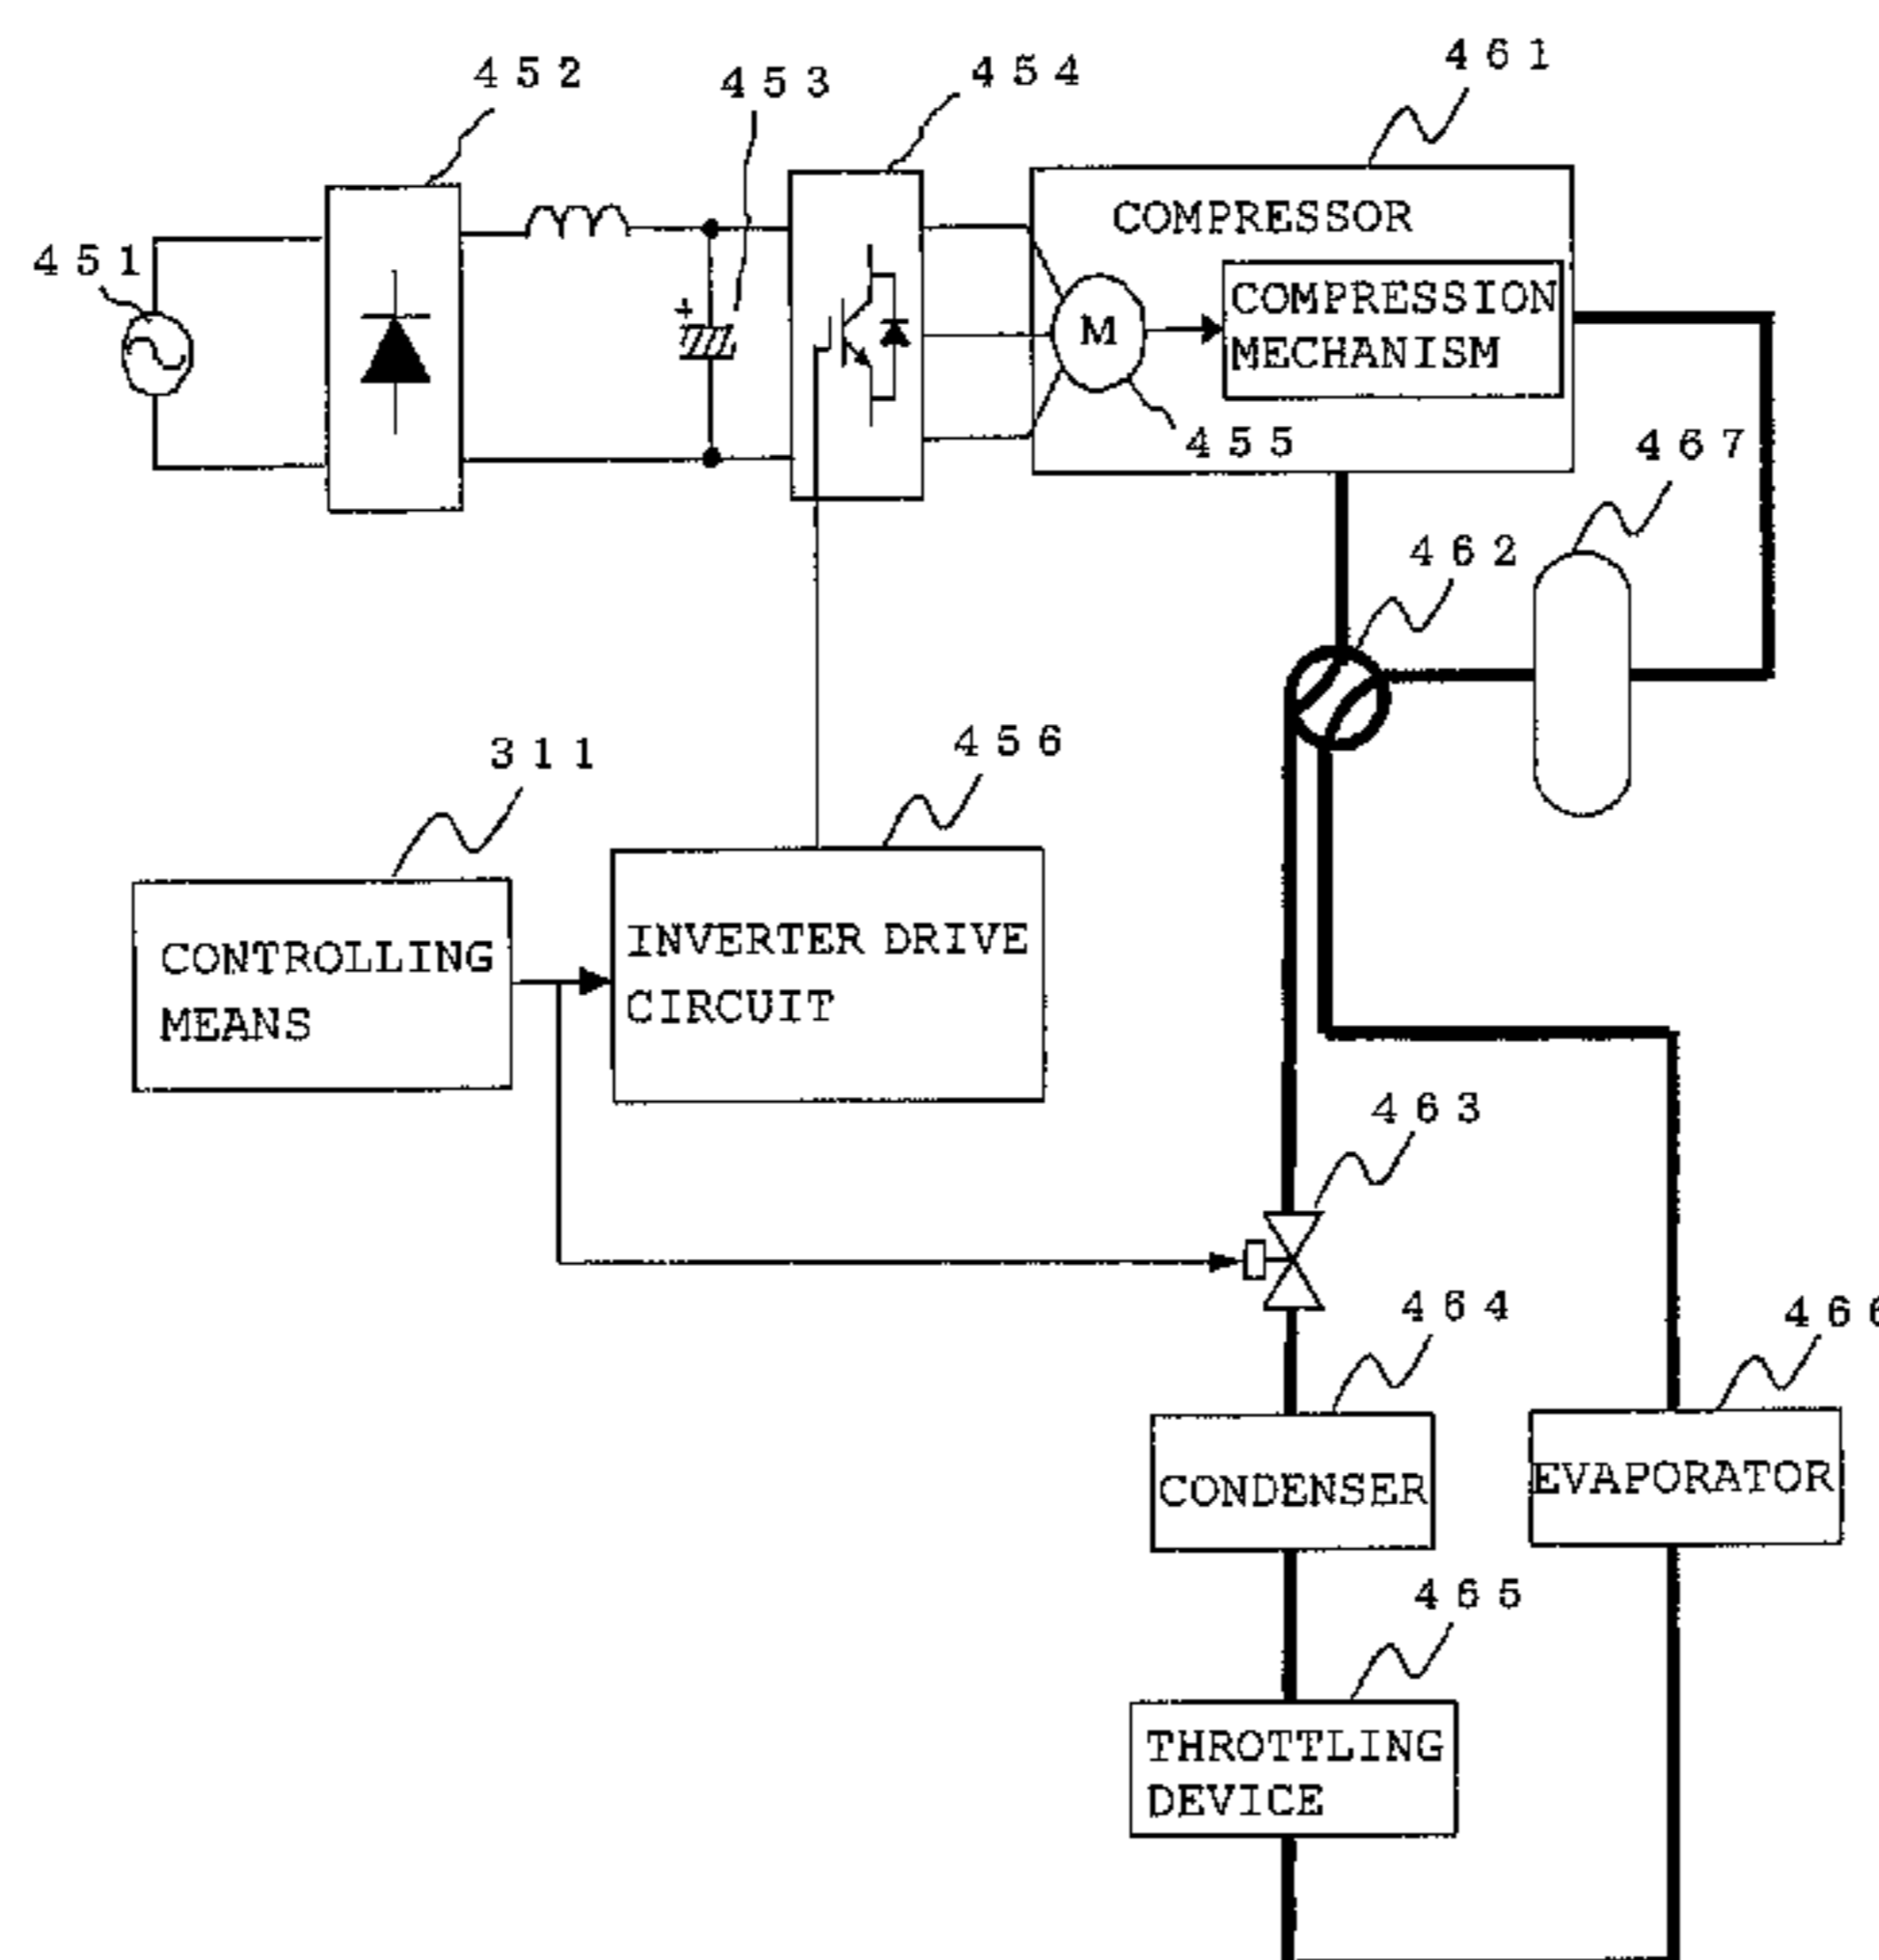 461
452
453
454
COMPRESSOR
451
COMPRESSION
MECHANISM
+
M
455
467
462
311
456
CONTROLLING
MEANS
INVERTER DRIVE
CIRCUIT
463
464
466
CONDENSER
EVAPORATOR
465
THROTTLING
DEVICE